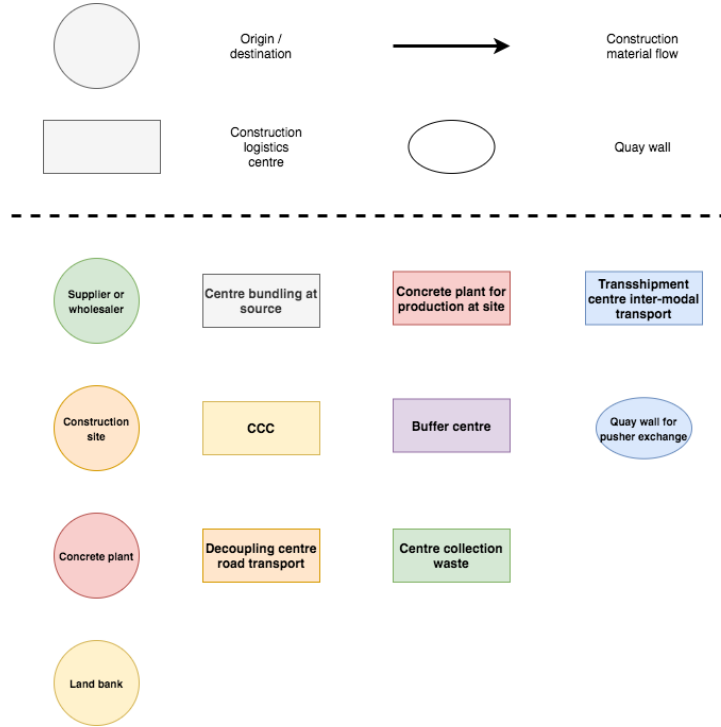 Origin /
destination
Construction
material flow
Construction
logistics
centre
Quay wall
Supplier or
wholesaler
Centre bundling at
source
Concrete plant for
production at site
Transshipment
centre inter-modal
transport
Construction
site
CCC
Buffer centre
Quay wall for
pusher exchange
Concrete plant
Decoupling centre
road transport
Centre collection
waste
Land bank